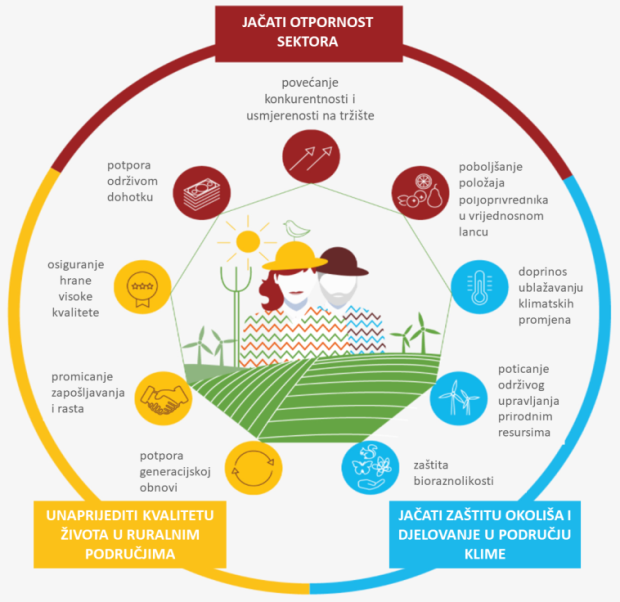 JAČATI OTPORNOST
SEKTORA
povećanje
konkurentnosti i
usmjerenosti na tržište
potpora
održivom
dohotku
poboljšanje
položaja
poljoprivrednika
u vrijednosnom
lancu
osiguranje
hrane
visoke
kvalitete
doprinos
ublažavanju
klimatskih
promjena
promicanje
zapošljavanja
i rasta
poticanje
održivog
upravljanja
prirodnim
resursima
potpora
generacijskoj
obnovi
zaštita
bioraznolikosti
UNAPRIJEDITI KVALITETU
ŽIVOTA U RURALNIM
PODRUČJIMA
JAČATI ZAŠTITU OKOLIŠA I
DJELOVANJE U PODRUČJU
KLIME